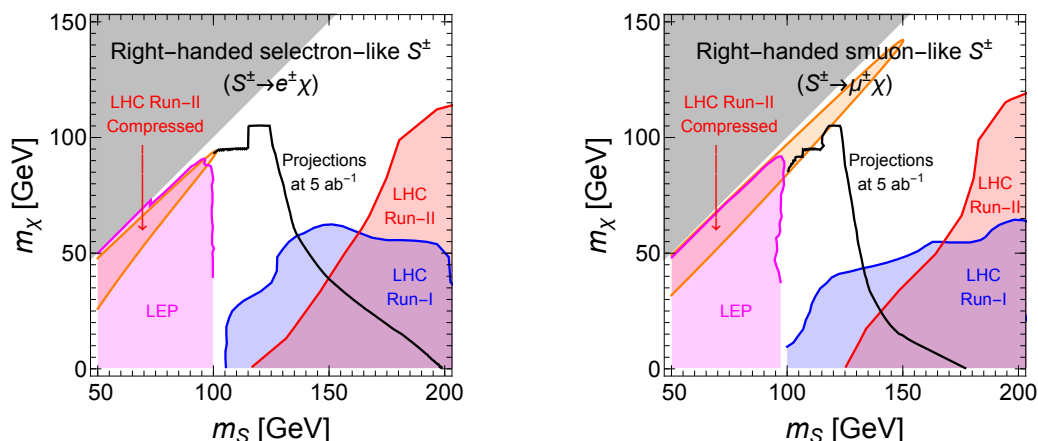 Right-handed selectron-like S±
(S±→e±χ)
LHC Run-II
Compressed
Projections
at 5 ab⁻¹
LHC
Run-II
LHC
Run-I
LEP
mχ [GeV]
150
100
50
0
50
100
150
200
mS [GeV]
Right-handed smuon-like S±
(S±→μ±χ)
LHC Run-II
Compressed
Projections
at 5 ab⁻¹
LHC
Run-II
LHC
Run-I
LEP
mχ [GeV]
150
100
50
0
50
100
150
200
mS [GeV]